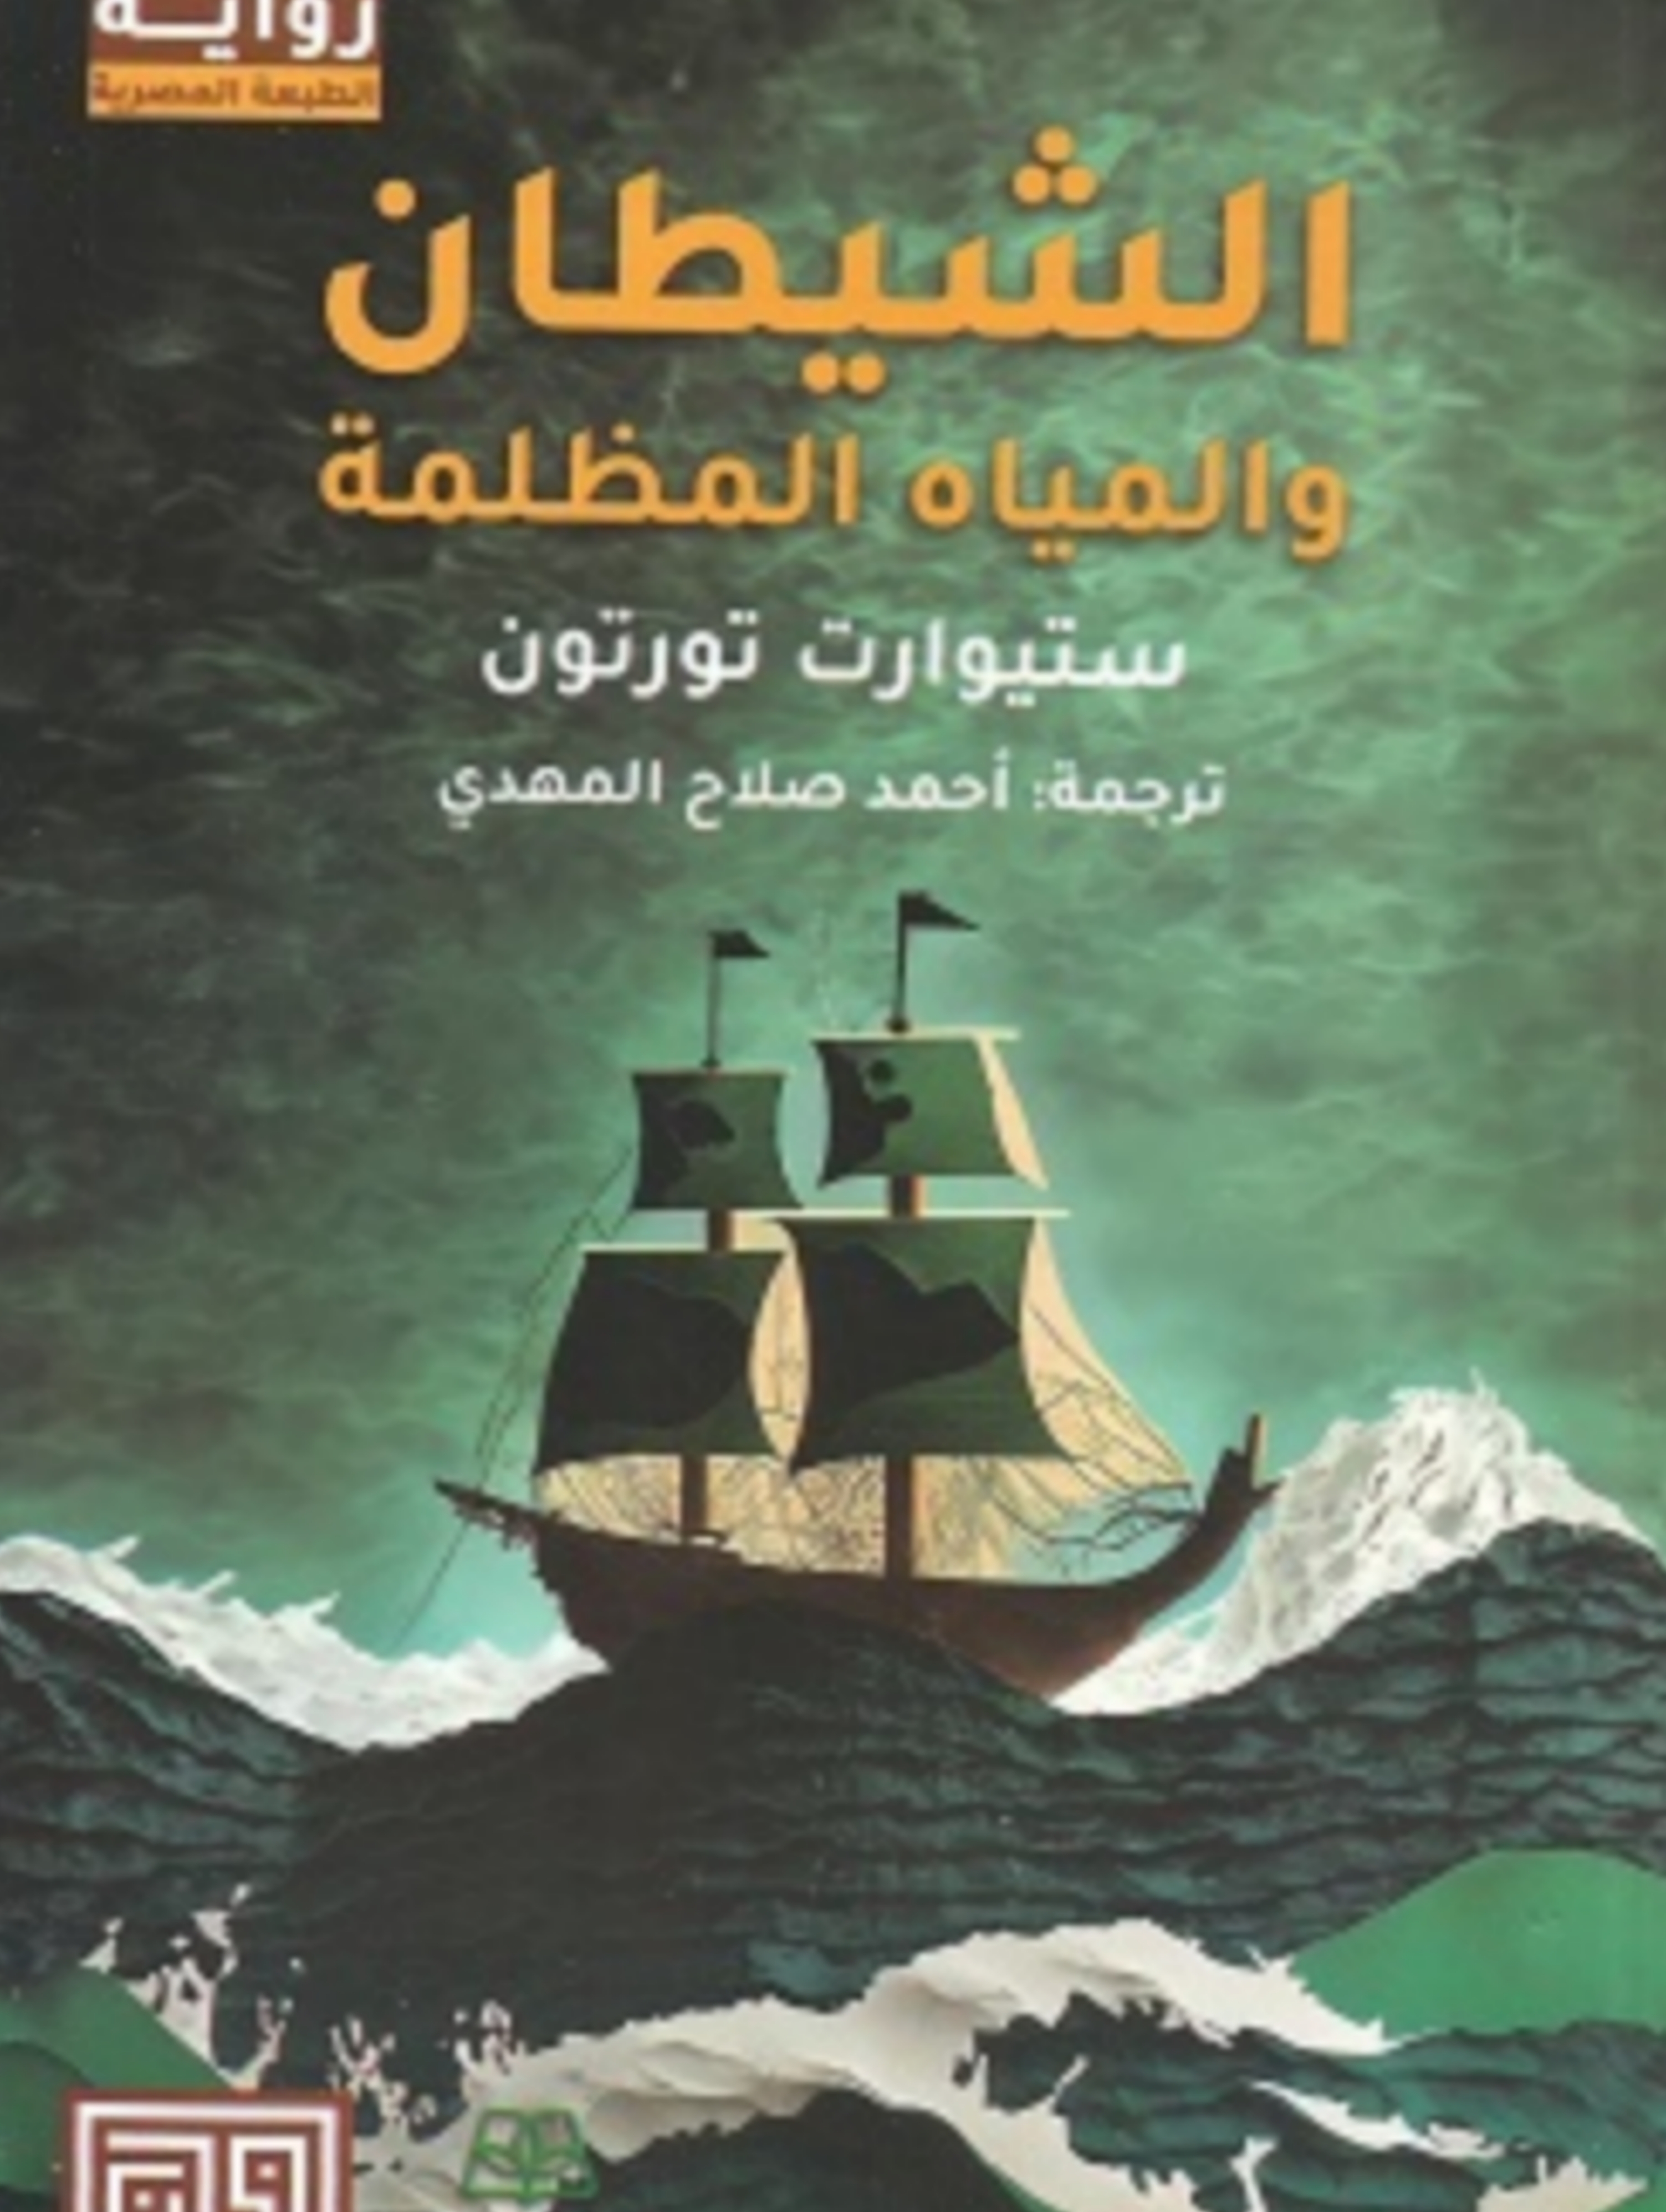 رواية
الطبعة المصرية
الشيطان
والمياه المظلمة
ستيوارت تورتون
ترجمة: أحمد صلاح المهدي